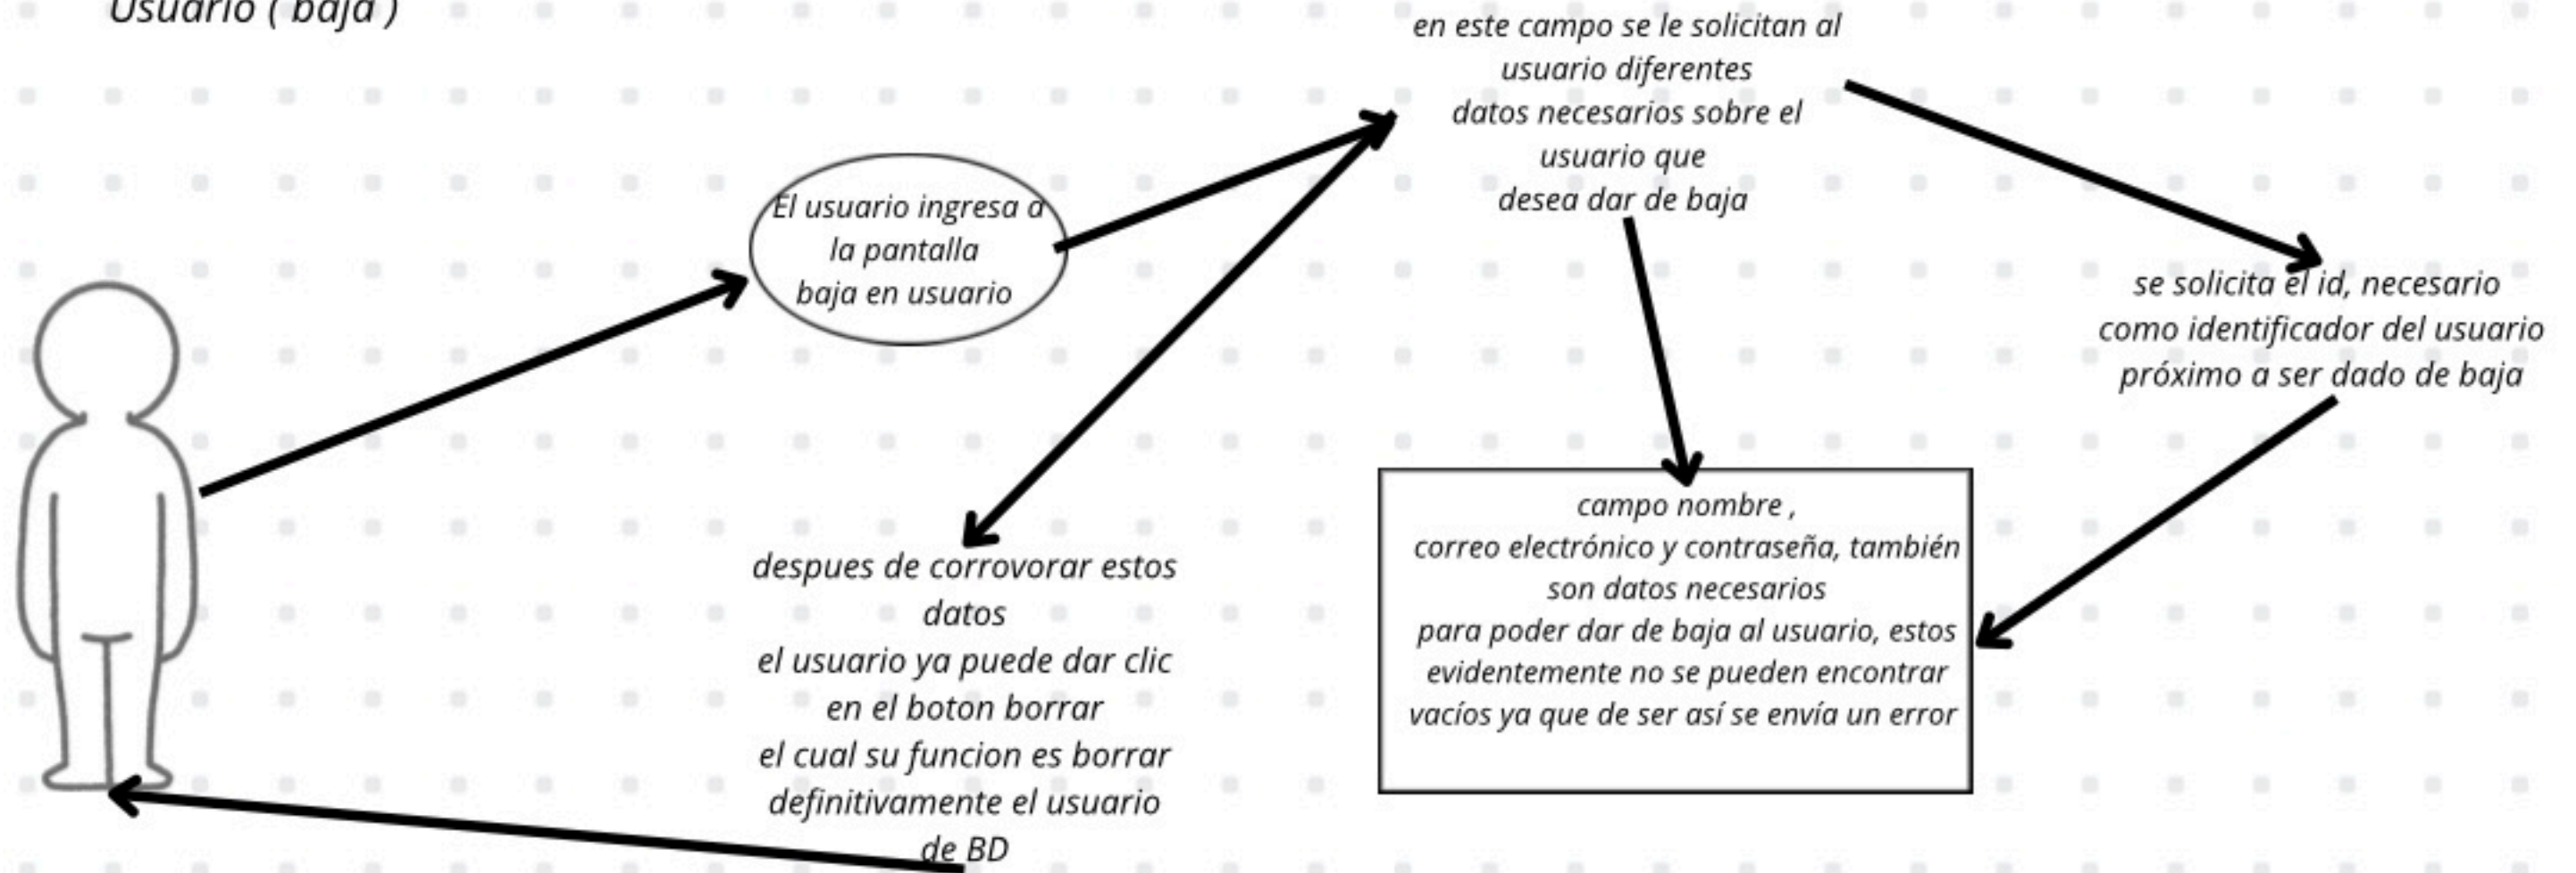 Usuario ( baja )
en este campo se le solicitan al
usuario diferentes
datos necesarios sobre el
usuario que
desea dar de baja
El usuario ingresa a
la pantalla
baja en usuario
se solicita el id, necesario
como identificador del usuario
próximo a ser dado de baja
campo nombre ,
correo electrónico y contraseña, también
son datos necesarios
para poder dar de baja al usuario, estos
evidentemente no se pueden encontrar
vacíos ya que de ser así se envía un error
despues de corrovorar estos
datos
el usuario ya puede dar clic
en el boton borrar
el cual su funcion es borrar
definitivamente el usuario
de BD